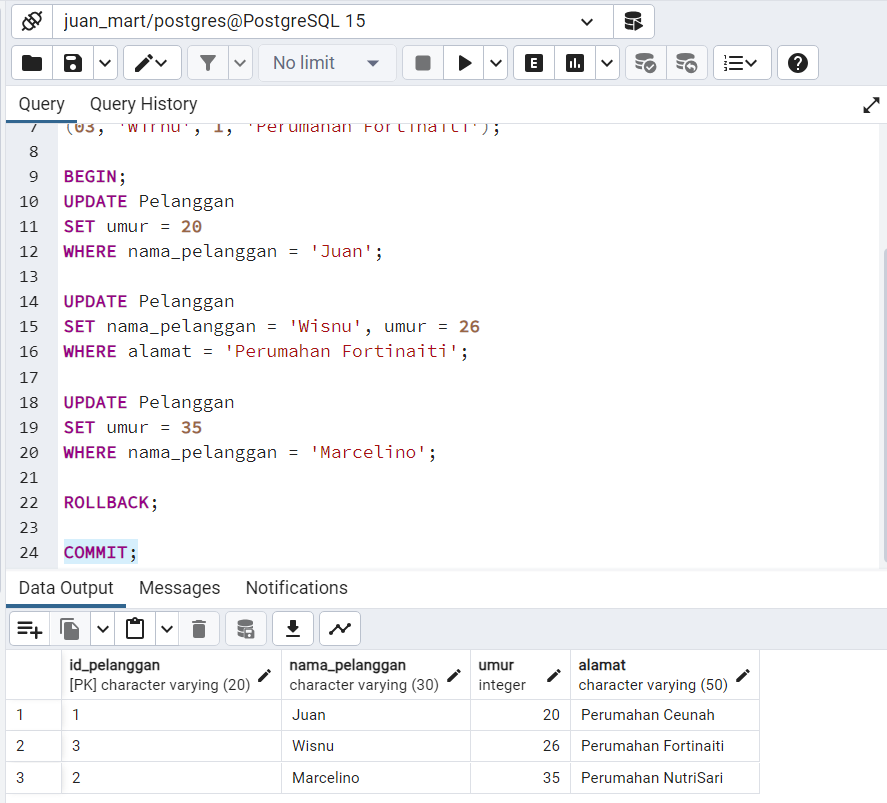 juan_mart/postgres@PostgreSQL 15
No limit
E
Query Query History
7 (03, 'Wirnu', 1, 'Perumahan Fortinaiti');
8
9 BEGIN;
10 UPDATE Pelanggan
11 SET umur = 20
12 WHERE nama_pelanggan = 'Juan';
13
14 UPDATE Pelanggan
15 SET nama_pelanggan = 'Wisnu', umur = 26
16 WHERE alamat = 'Perumahan Fortinaiti';
17
18 UPDATE Pelanggan
19 SET umur = 35
20 WHERE nama_pelanggan = 'Marcelino';
21
22 ROLLBACK;
23
24 COMMIT;
Data Output Messages Notifications
id_pelanggan nama_pelanggan umur alamat
[PK] character varying (20) character varying (30) integer character varying (50)
1 1 Juan 20 Perumahan Ceunah
2 3 Wisnu 26 Perumahan Fortinaiti
3 2 Marcelino 35 Perumahan NutriSari